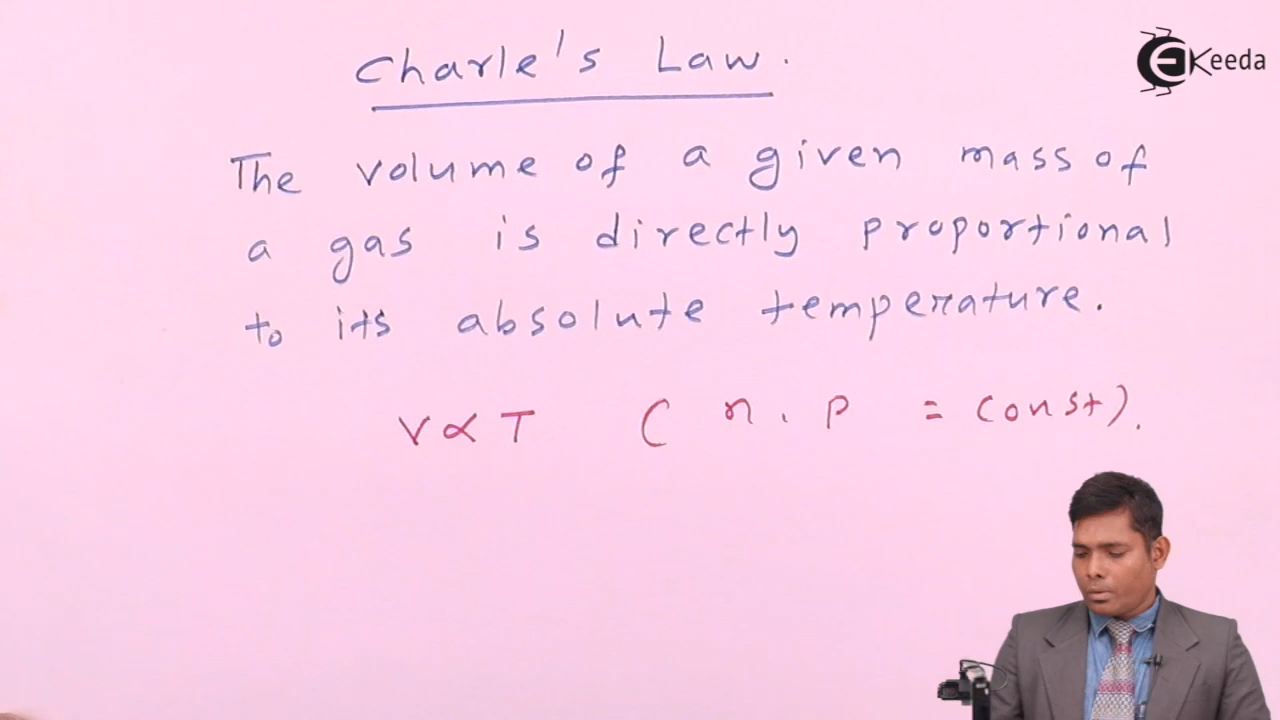 Charle's Law.
EKeeda
The volume of a given mass of
a gas is directly proportional
to its absolute temperature.
V ∝ T ( n, P = const).